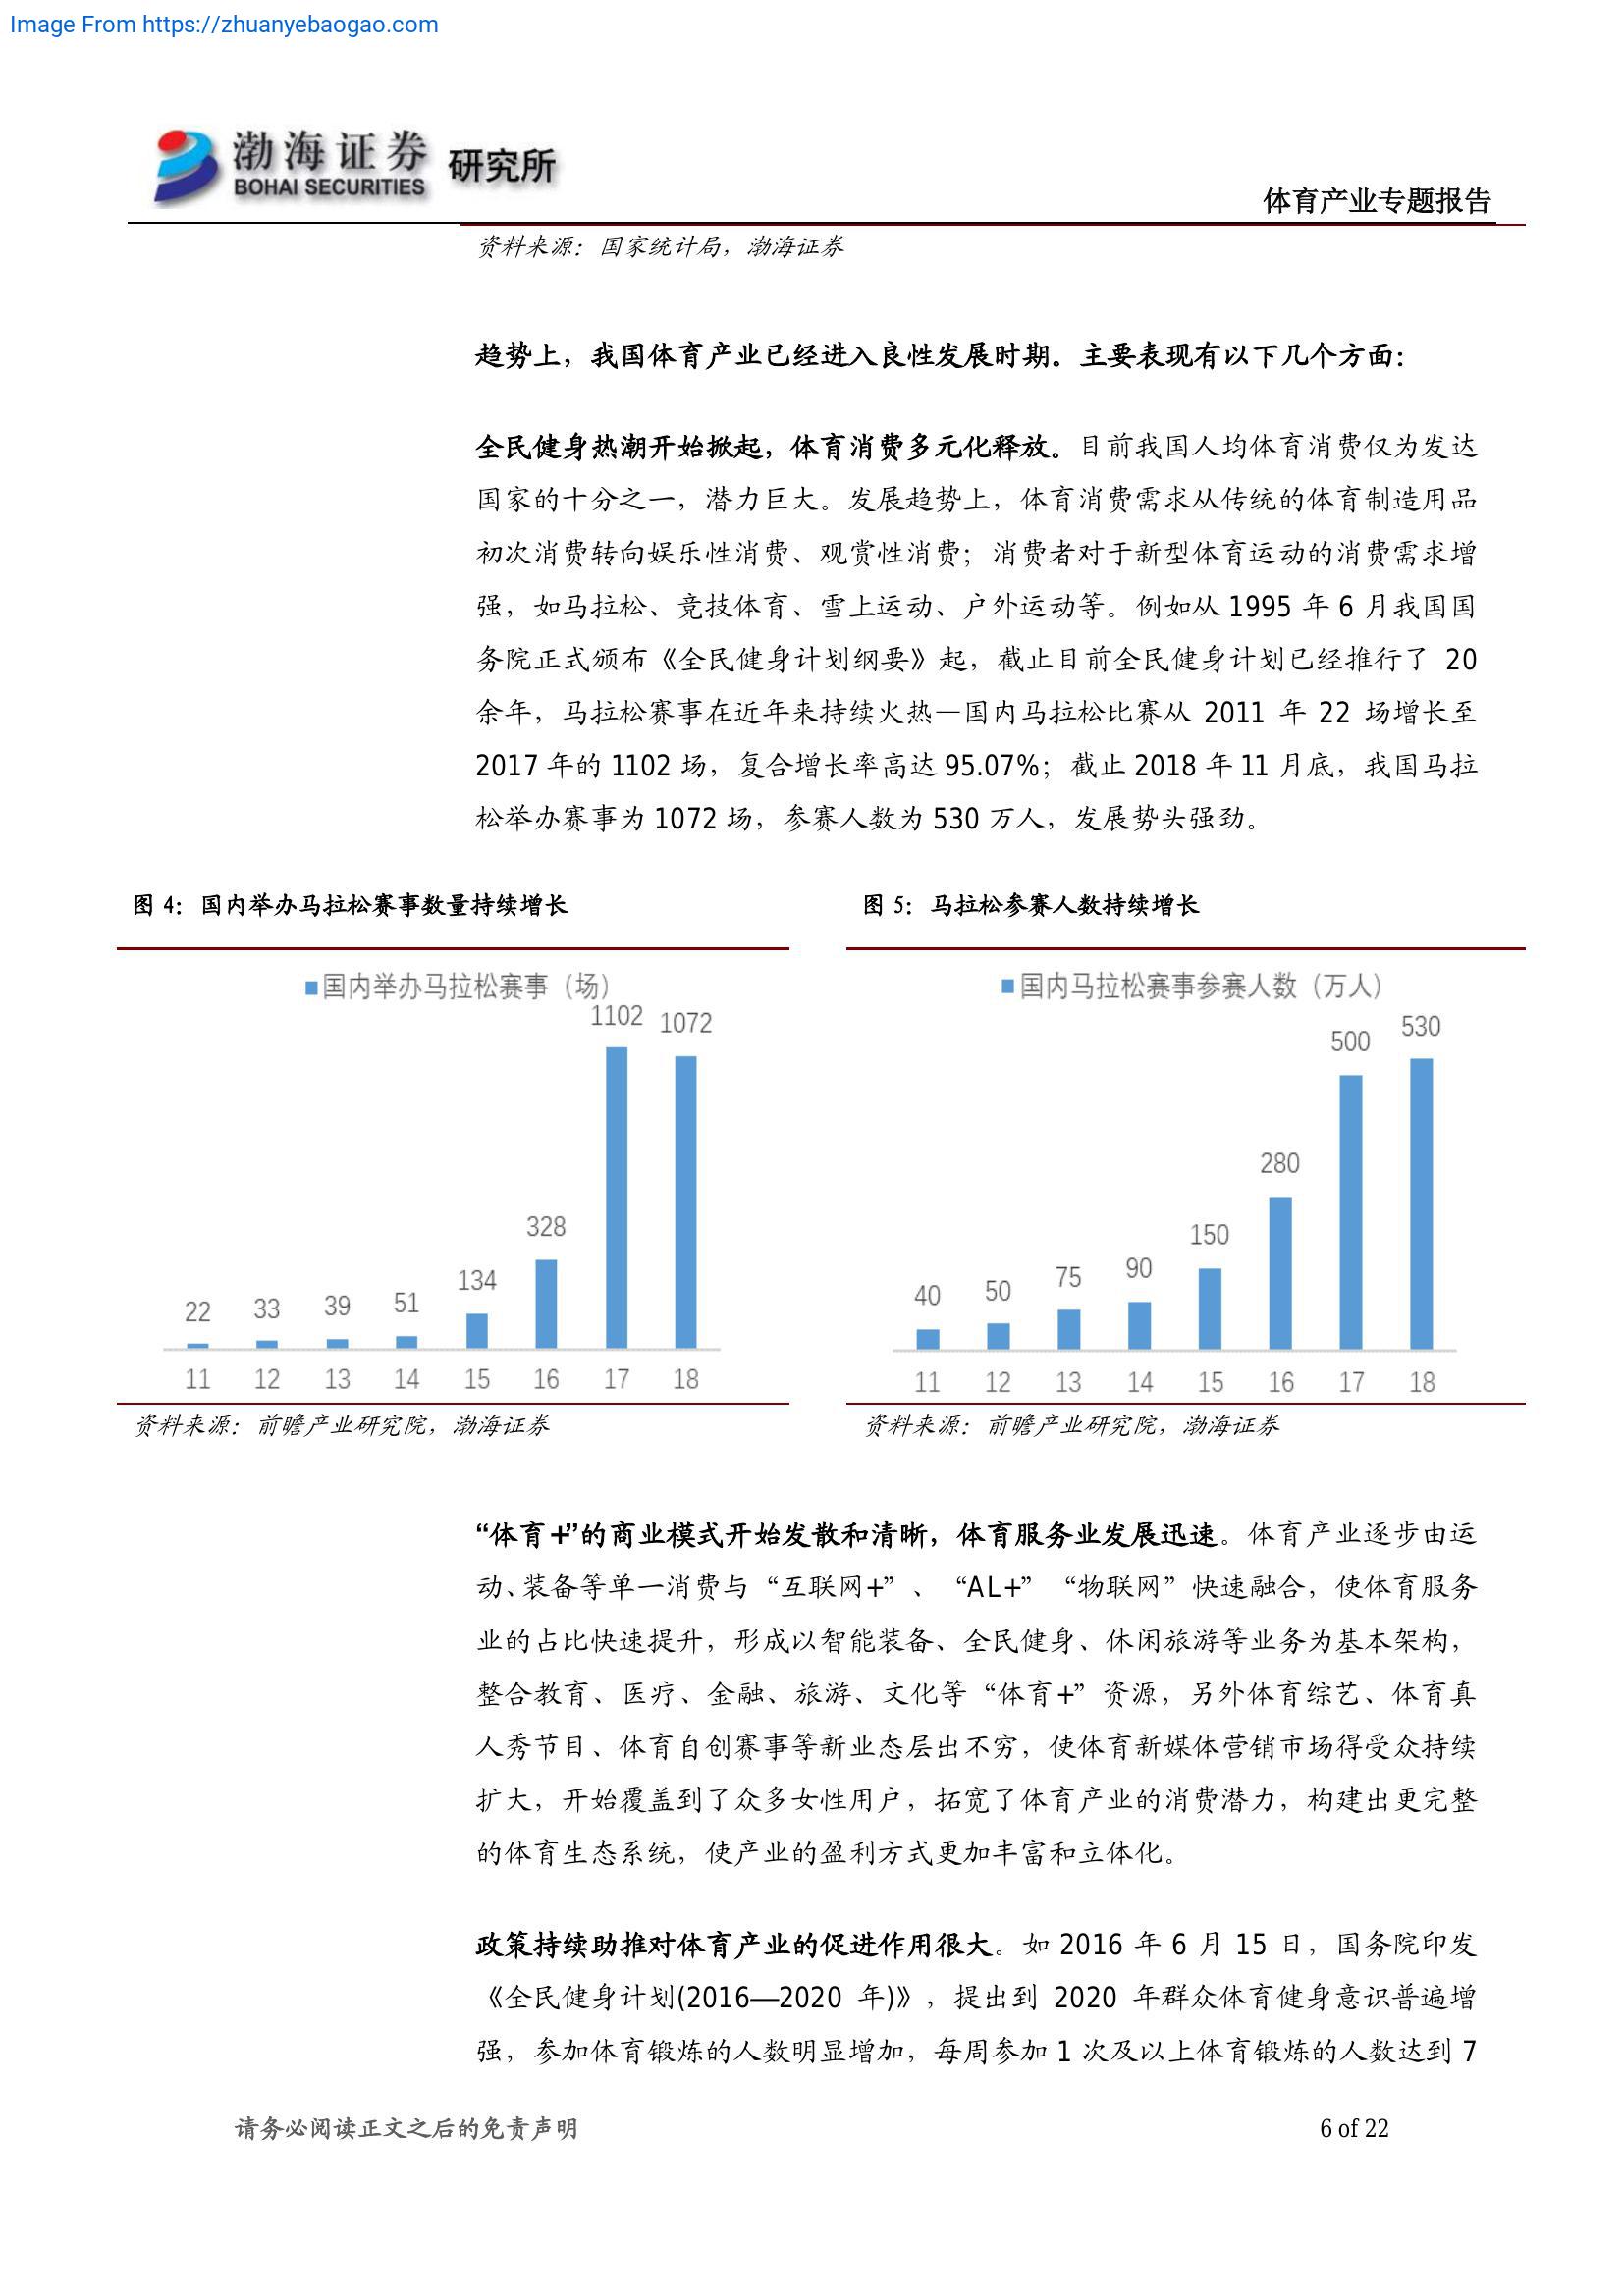 Image From https://zhuanyebaogao.com
渤海证券
BOHAI SECURITIES
研究所
体育产业专题报告
资料来源：国家统计局，渤海证券
趋势上，我国体育产业已经进入良性发展时期。主要表现有以下几个方面：
全民健身热潮开始掀起，体育消费多元化释放。目前我国人均体育消费仅为发达
国家的十分之一，潜力巨大。发展趋势上，体育消费需求从传统的体育制造用品
初次消费转向娱乐性消费、观赏性消费；消费者对于新型体育运动的消费需求增
强，如马拉松、竞技体育、雪上运动、户外运动等。例如从 1995 年 6 月我国国
务院正式颁布《全民健身计划纲要》起，截止目前全民健身计划已经推行了 20
余年，马拉松赛事在近年来持续火热—国内马拉松比赛从 2011 年 22 场增长至
2017 年的 1102 场，复合增长率高达 95.07%；截止 2018 年 11 月底，我国马拉
松举办赛事为 1072 场，参赛人数为 530 万人，发展势头强劲。
图 4：国内举办马拉松赛事数量持续增长
国内举办马拉松赛事（场）
22 33 39 51 134 328 1102 1072
11 12 13 14 15 16 17 18
资料来源：前瞻产业研究院，渤海证券
图 5：马拉松参赛人数持续增长
国内马拉松赛事参赛人数（万人）
40 50 75 90 150 280 500 530
11 12 13 14 15 16 17 18
资料来源：前瞻产业研究院，渤海证券
“体育+”的商业模式开始发散和清晰，体育服务业发展迅速。体育产业逐步由运
动、装备等单一消费与“互联网+”、“AL+”“物联网”快速融合，使体育服务
业的占比快速提升，形成以智能装备、全民健身、休闲旅游等业务为基本架构，
整合教育、医疗、金融、旅游、文化等“体育+”资源，另外体育综艺、体育真
人秀节目、体育自创赛事等新业态层出不穷，使体育新媒体营销市场得受众持续
扩大，开始覆盖到了众多女性用户，拓宽了体育产业的消费潜力，构建出更完整
的体育生态系统，使产业的盈利方式更加丰富和立体化。
政策持续助推对体育产业的促进作用很大。如 2016 年 6 月 15 日，国务院印发
《全民健身计划(2016—2020 年)》，提出到 2020 年群众体育健身意识普遍增
强，参加体育锻炼的人数明显增加，每周参加 1 次及以上体育锻炼的人数达到 7
请务必阅读正文之后的免责声明
6 of 22